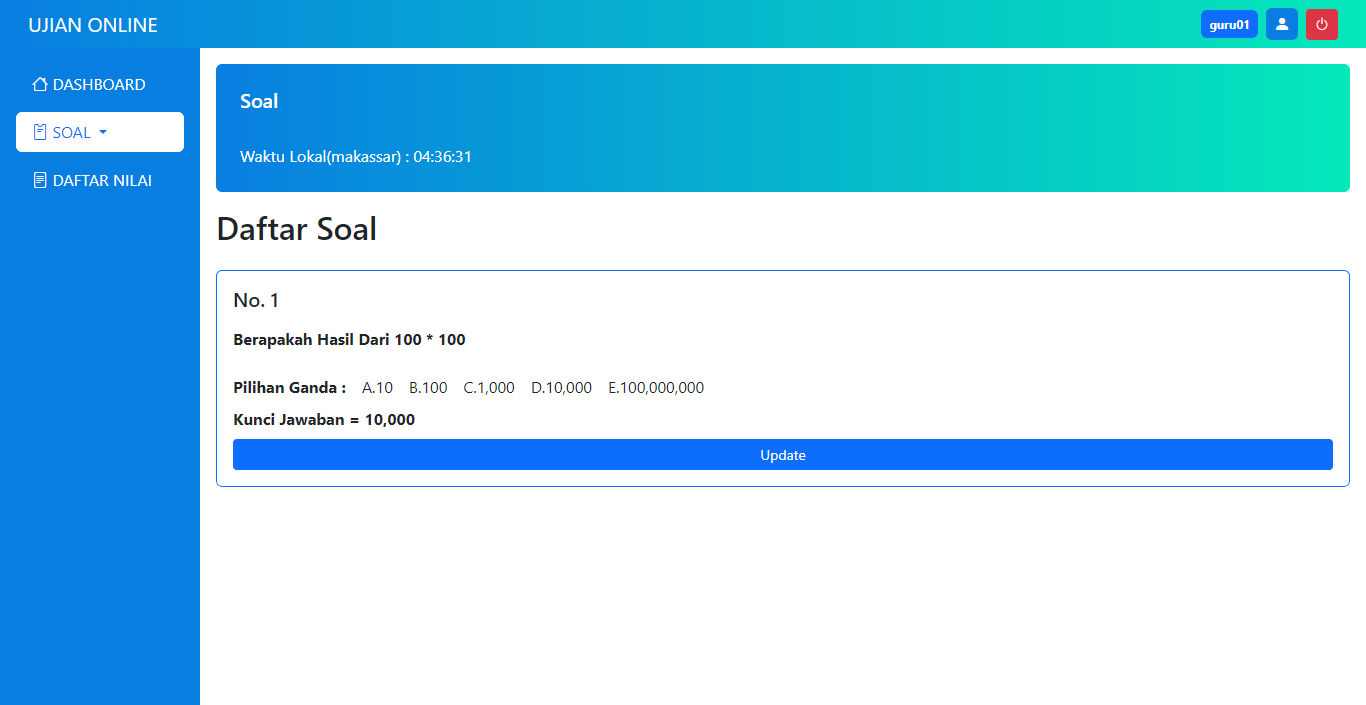 UJIAN ONLINE
guru01
DASHBOARD
SOAL
DAFTAR NILAI
Soal
Waktu Lokal(makassar) : 04:36:31
Daftar Soal
No. 1
Berapakah Hasil Dari 100 * 100
Pilihan Ganda : A.10 B.100 C.1,000 D.10,000 E.100,000,000
Kunci Jawaban = 10,000
Update